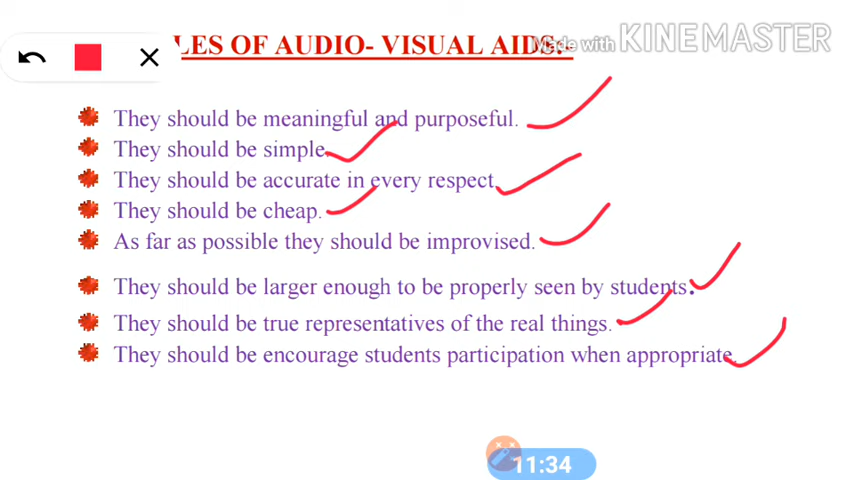 LES OF AUDIO- VISUAL AIDS:-
Made with KINEMASTER
They should be meaningful and purposeful.
They should be simple.
They should be accurate in every respect.
They should be cheap.
As far as possible they should be improvised.
They should be larger enough to be properly seen by students.
They should be true representatives of the real things.
They should be encourage students participation when appropriate.
11:34